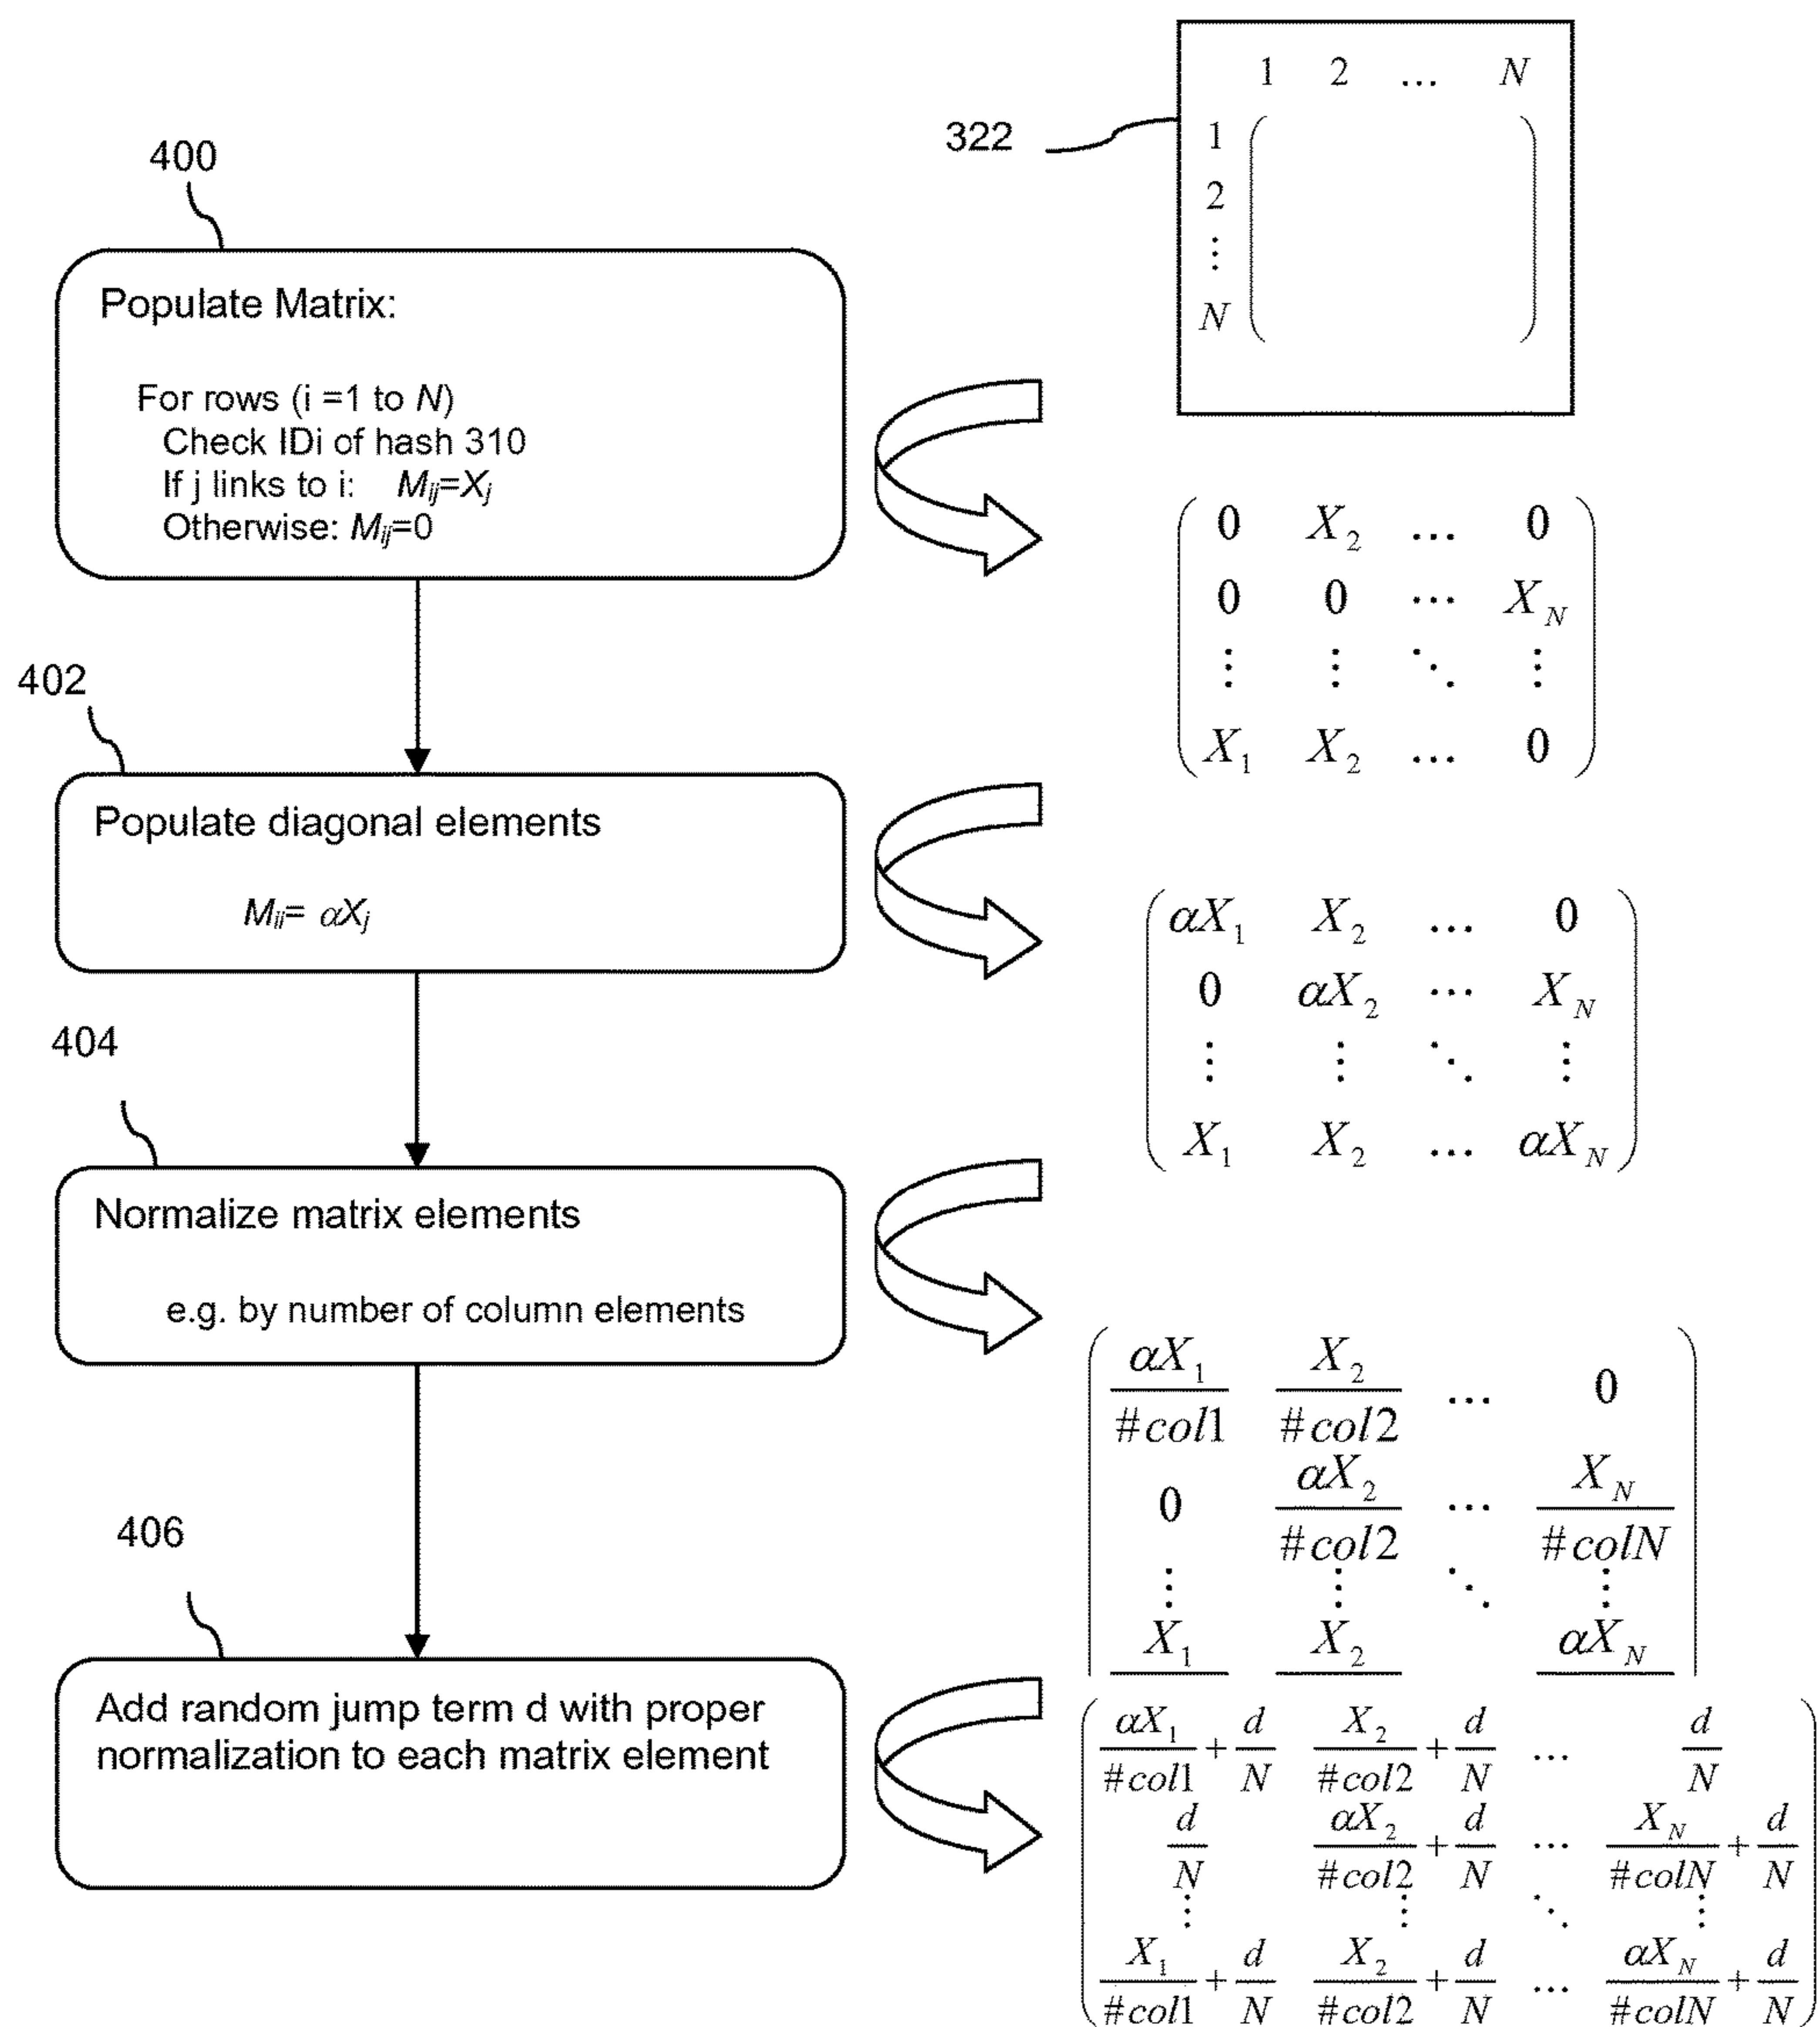 1 2 ... N
322
1
2
⋮
N
400
Populate Matrix:
For rows (i =1 to N)
Check IDi of hash 310
If j links to i: Mij=Xj
Otherwise: Mij=0
0 X2 ... 0
0 0 ... XN
⋮ ⋮ ⋱ ⋮
X1 X2 ... 0
402
Populate diagonal elements
Mii= αXj
αX1 X2 ... 0
0 αX2 ... XN
⋮ ⋮ ⋱ ⋮
X1 X2 ... αXN
404
Normalize matrix elements
e.g. by number of column elements
αX1 X2
#col1 #col2 ... 0
αX2 XN
0 #col2 ... #colN
⋮ ⋮ ⋱ ⋮
X1 X2 αXN
406
Add random jump term d with proper
normalization to each matrix element
αX1/#col1 + d/N X2/#col2 + d/N ... d/N
d/N αX2/#col2 + d/N ... XN/#colN + d/N
⋮ ⋮ ⋱ ⋮
X1/#col1 + d/N X2/#col2 + d/N ... αXN/#colN + d/N